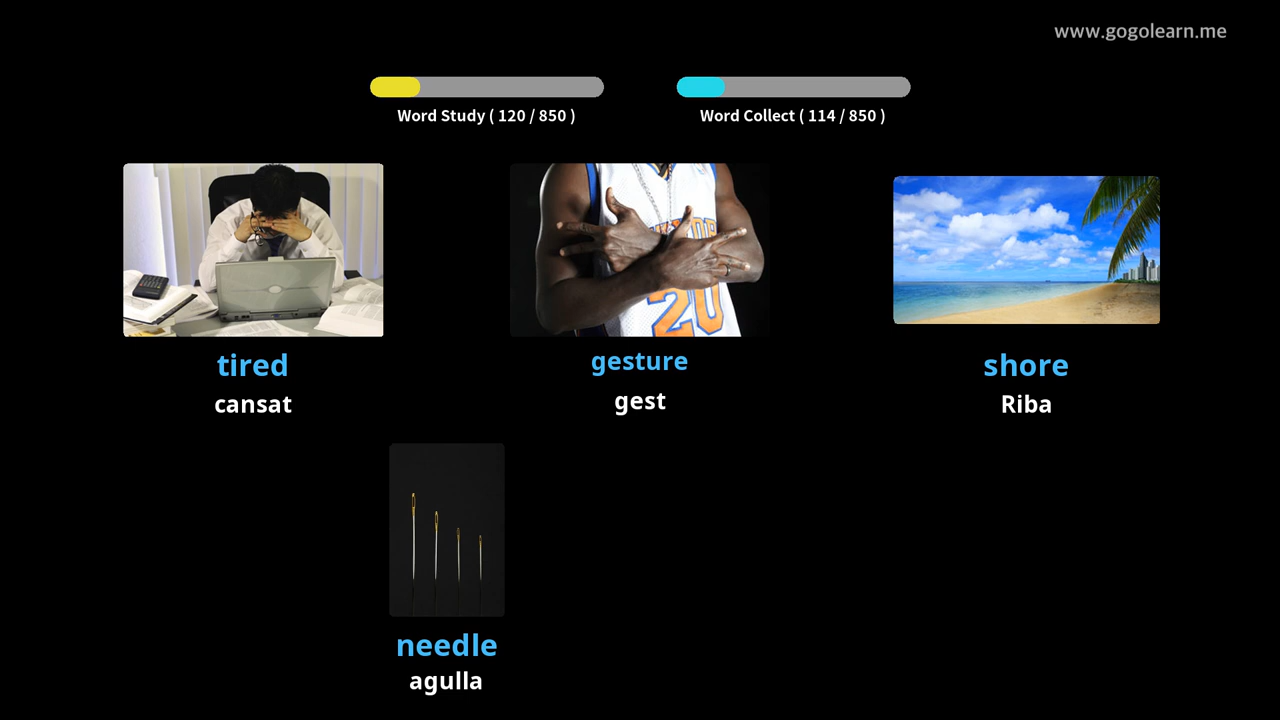 www.gogolearn.me
Word Study ( 120 / 850 )
Word Collect ( 114 / 850 )
20
tired
cansat
gesture
gest
shore
Riba
needle
agulla